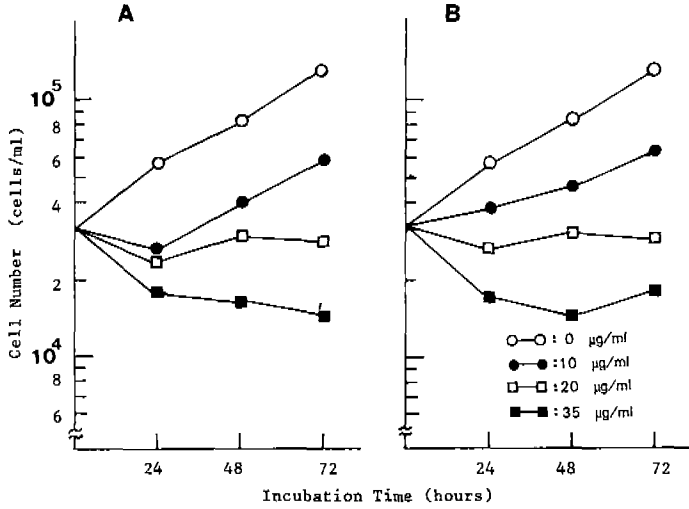 A
B
10⁵
8
6
4
2
10⁴
8
6
Cell Number (cells/ml)
24 48 72
24 48 72
Incubation Time (hours)
: 0 µg/ml
:10 µg/ml
:20 µg/ml
:35 µg/ml